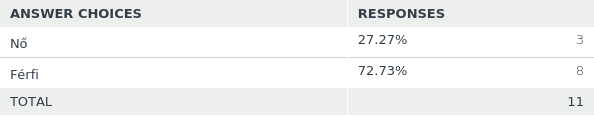 ANSWER CHOICES RESPONSES
Nő 27.27% 3
Férfi 72.73% 8
TOTAL 11